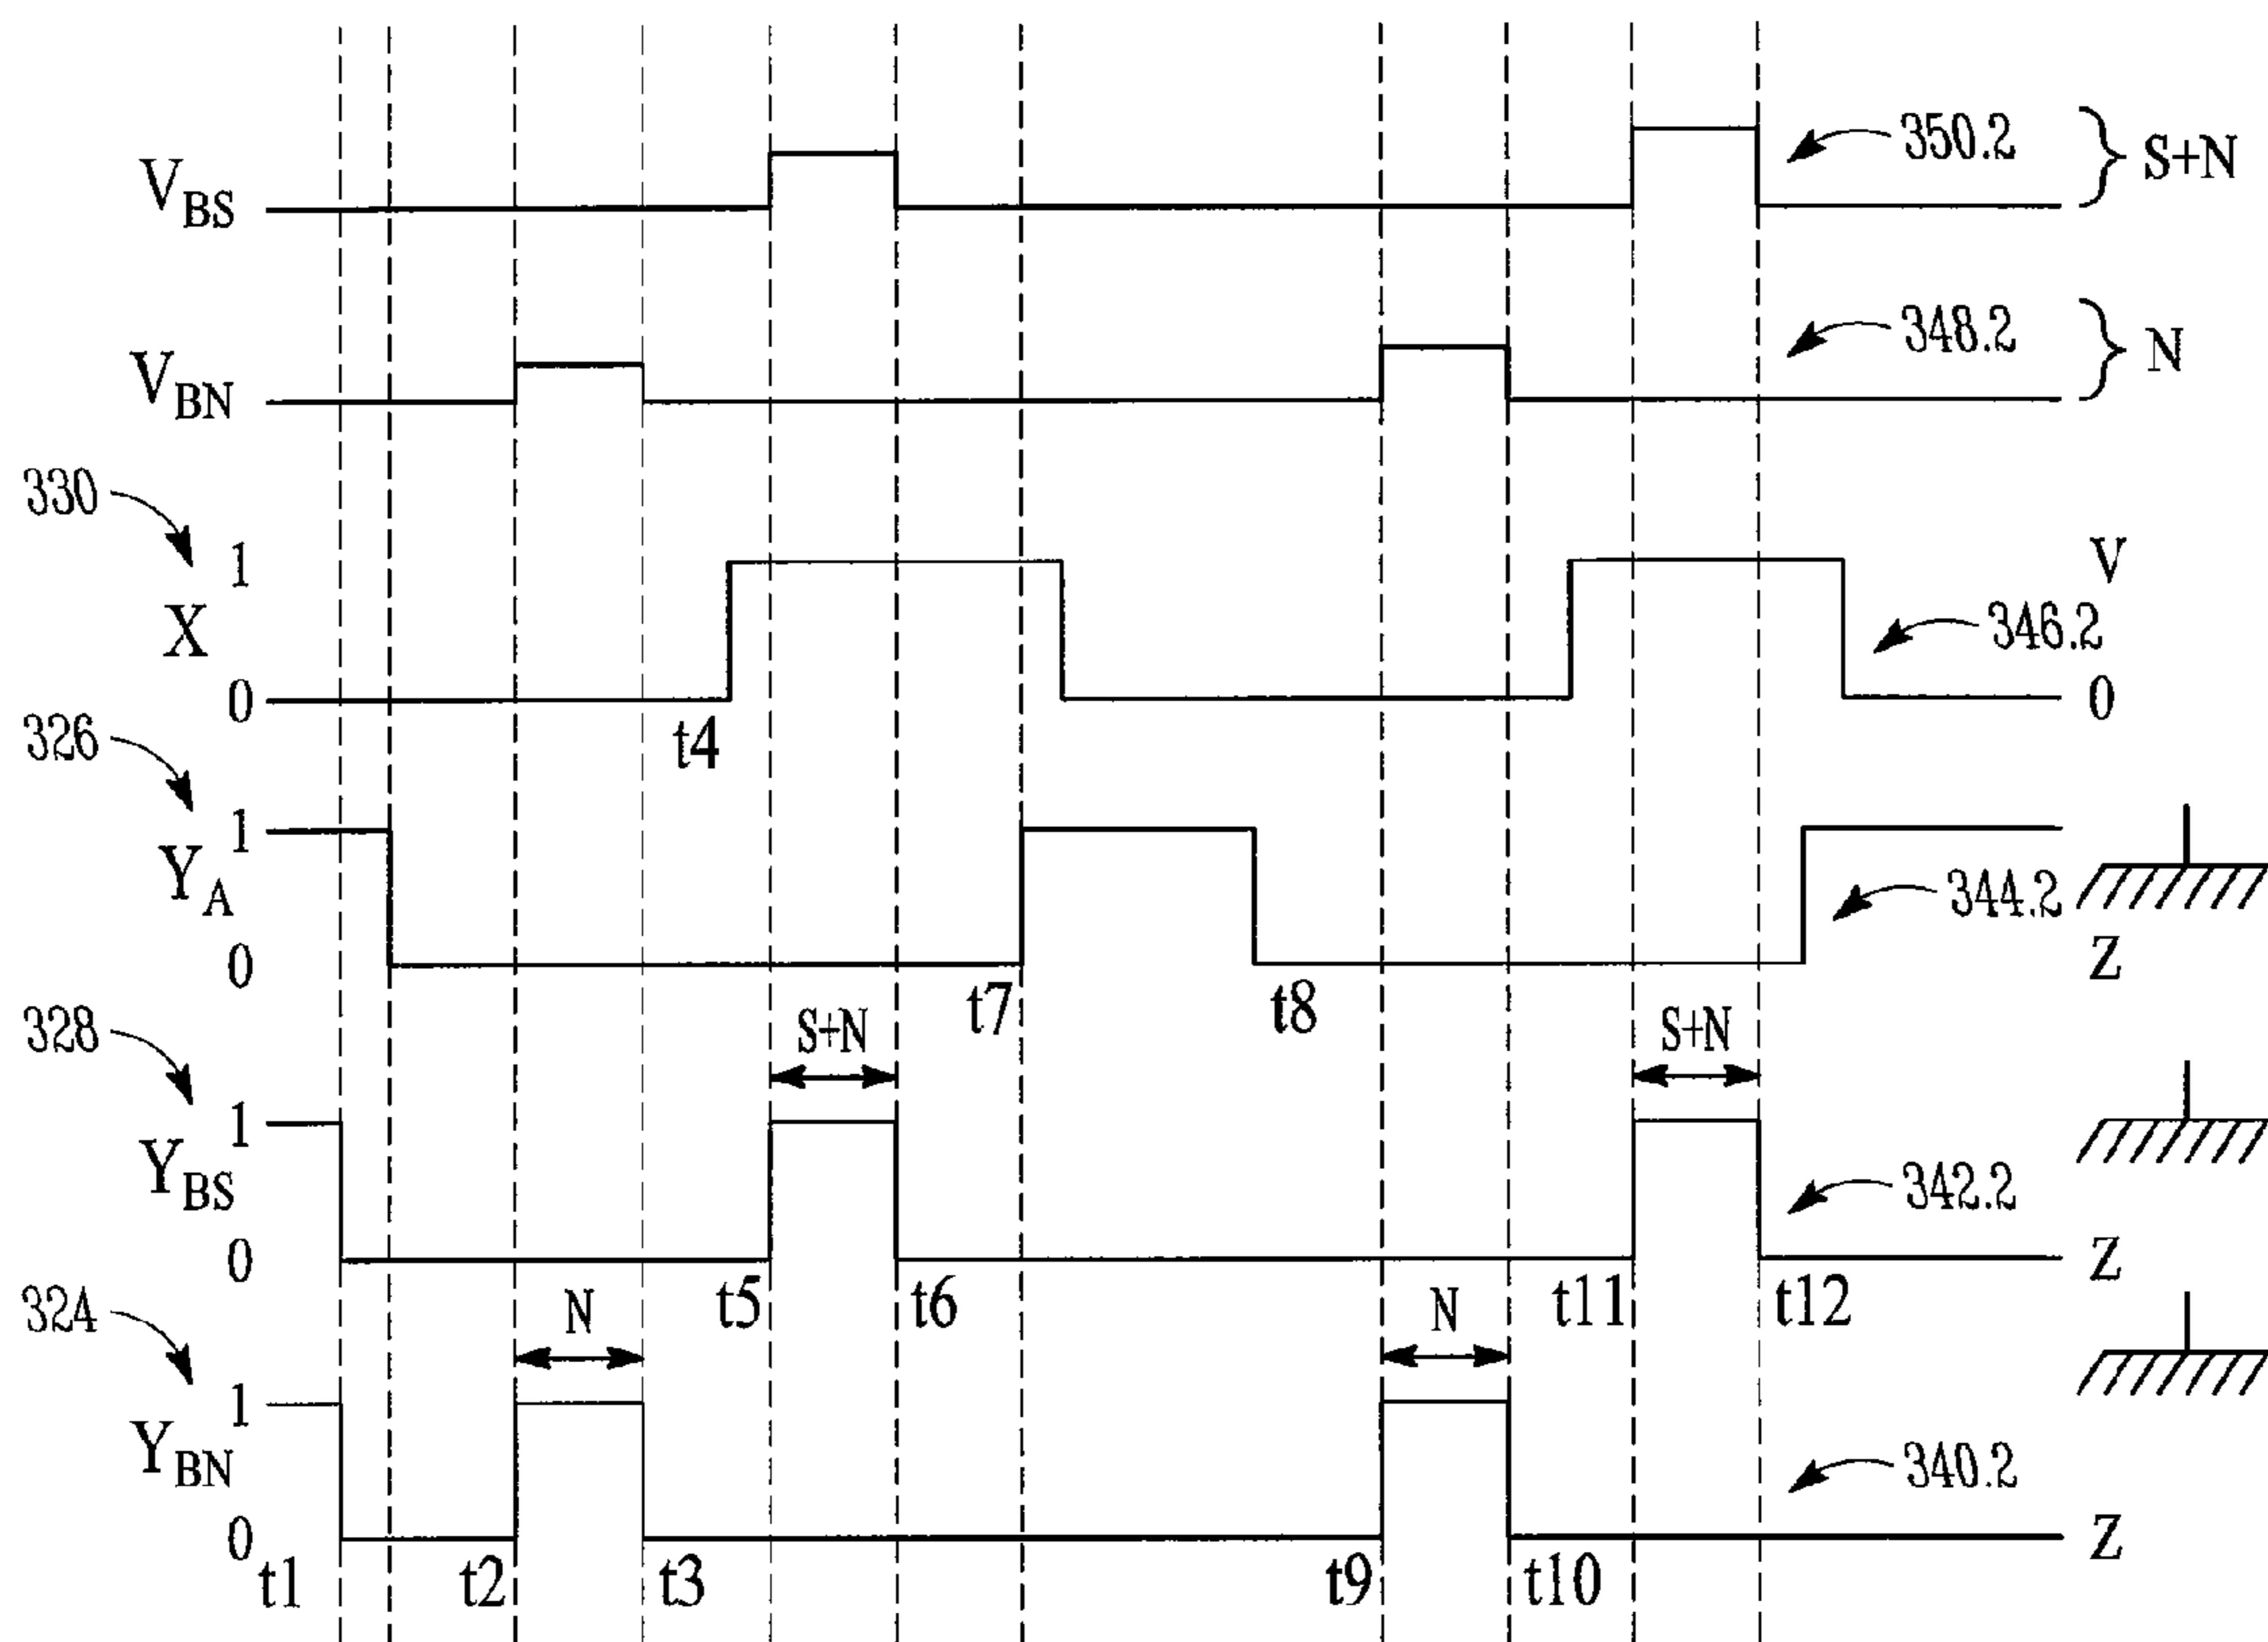 350.2
S+N
V_BS
348.2
N
V_BN
330
1
V
X
346.2
0
0
t4
326
1
Y_A
344.2
0
Z
t7
t8
328
S+N
S+N
1
Y_BS
342.2
0
Z
t5
t6
t11
t12
324
N
N
1
Y_BN
340.2
0
Z
t1
t2
t3
t9
t10